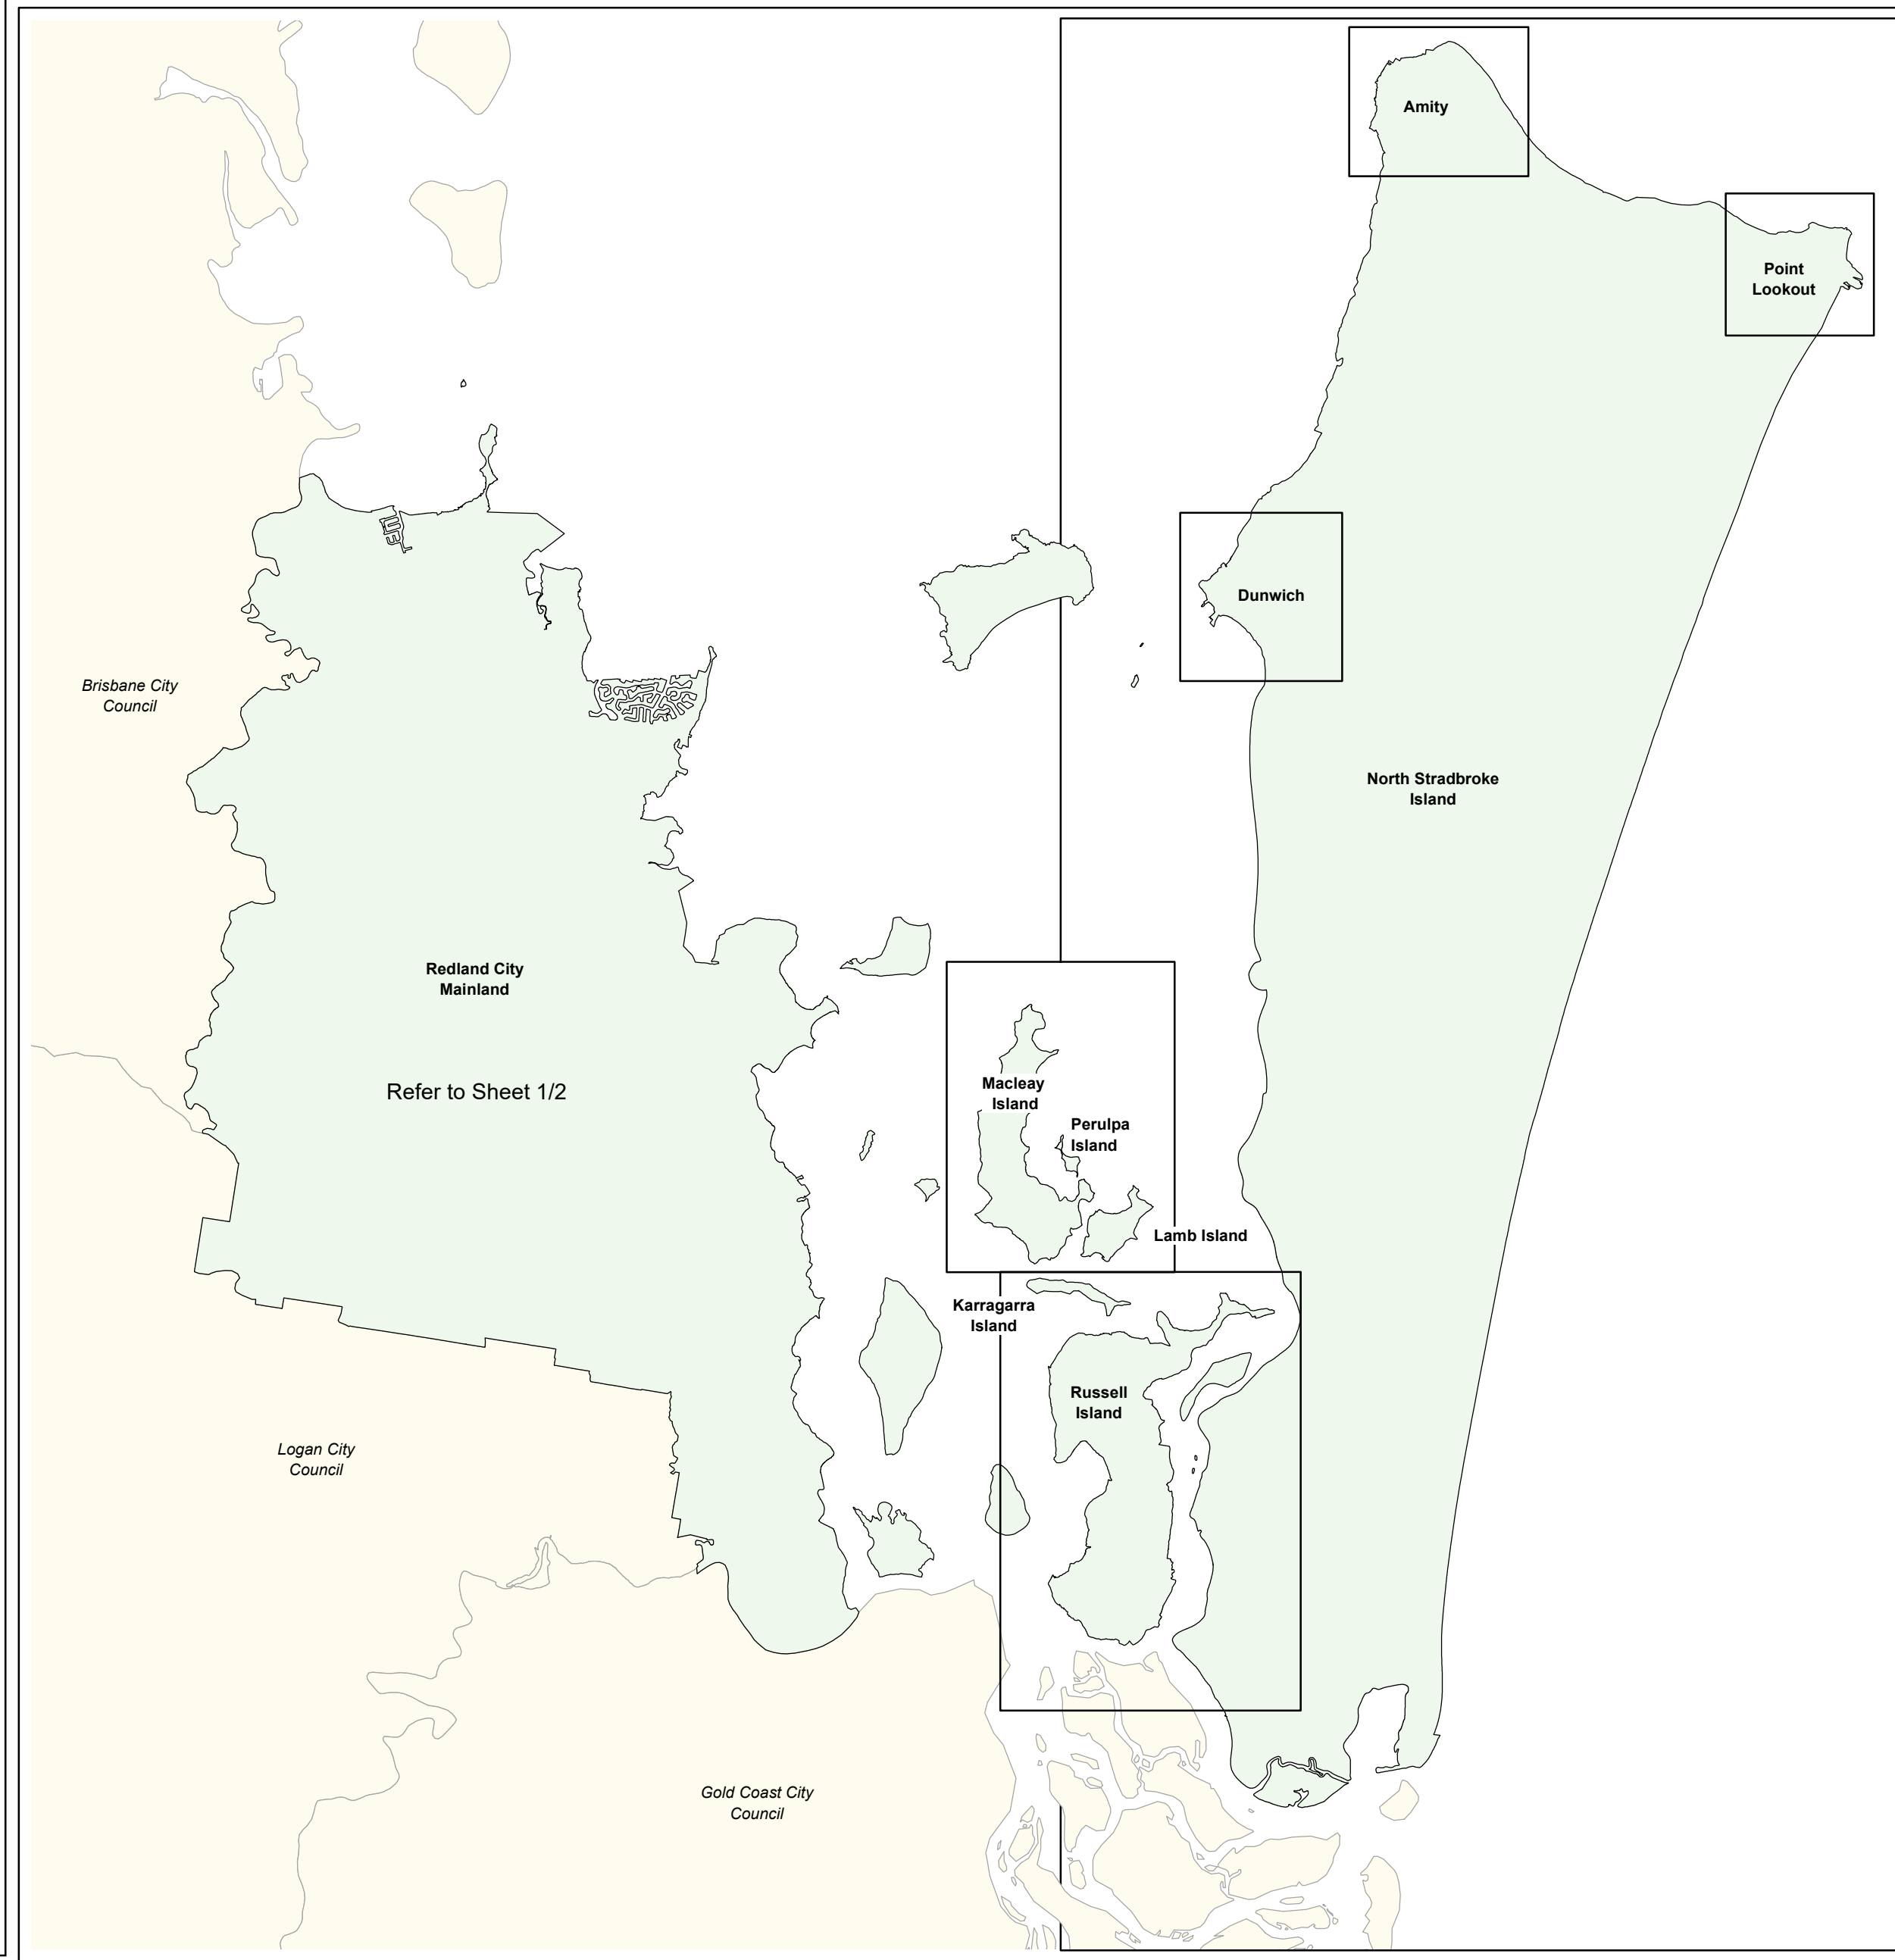 Amity
Point
Lookout
Dunwich
Brisbane City
Council
North Stradbroke
Island
Redland City
Mainland
Refer to Sheet 1/2
Macleay
Island
Perulpa
Island
Lamb Island
Karragarra
Island
Russell
Island
Logan City
Council
Gold Coast City
Council